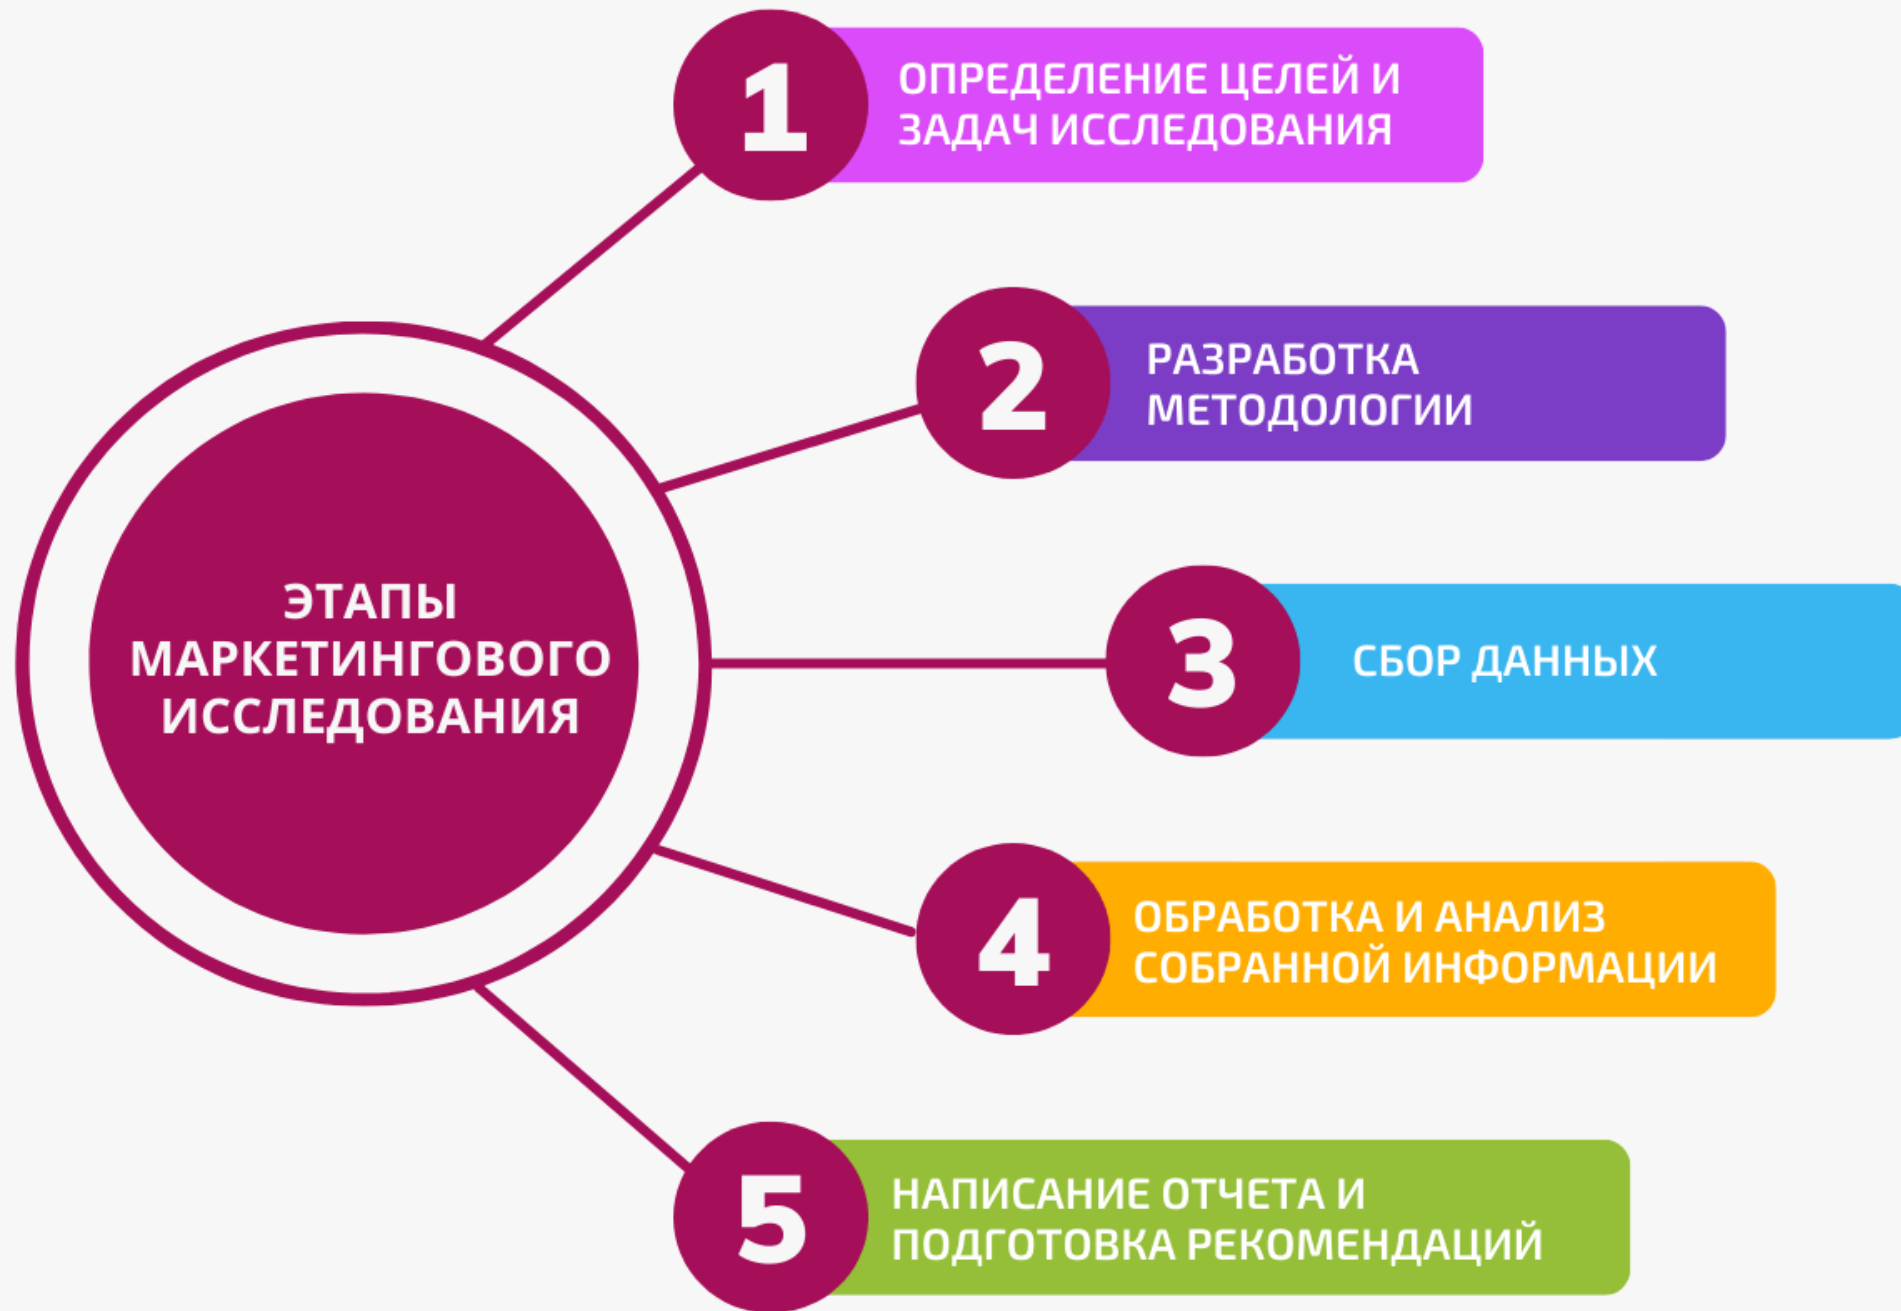 ЭТАПЫ
МАРКЕТИНГОВОГО
ИССЛЕДОВАНИЯ
1
ОПРЕДЕЛЕНИЕ ЦЕЛЕЙ И
ЗАДАЧ ИССЛЕДОВАНИЯ
2
РАЗРАБОТКА
МЕТОДОЛОГИИ
3
СБОР ДАННЫХ
4
ОБРАБОТКА И АНАЛИЗ
СОБРАННОЙ ИНФОРМАЦИИ
5
НАПИСАНИЕ ОТЧЕТА И
ПОДГОТОВКА РЕКОМЕНДАЦИЙ